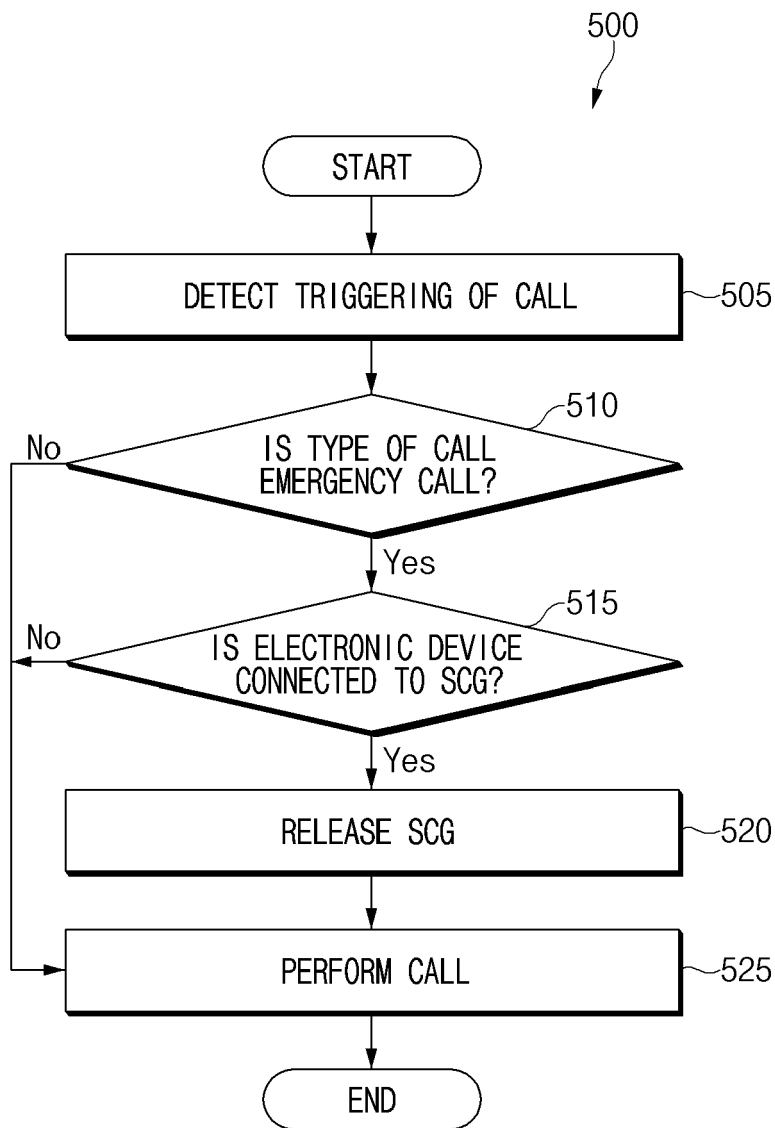 500
START
DETECT TRIGGERING OF CALL
505
510
No
IS TYPE OF CALL
EMERGENCY CALL?
Yes
515
No
IS ELECTRONIC DEVICE
CONNECTED TO SCG?
Yes
RELEASE SCG
520
PERFORM CALL
525
END